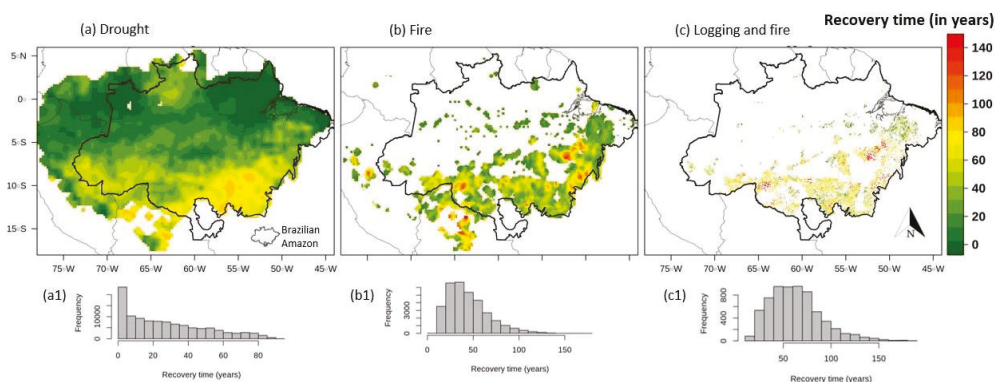 (a) Drought
(b) Fire
(c) Logging and fire
Recovery time (in years)
5-N
0-
5-S
10-S
15-S
Brazilian
Amazon
N
140
120
100
80
60
40
20
0
75-W 70-W 65-W 60-W 55-W 50-W 45-W
75-W 70-W 65-W 60-W 55-W 50-W 45-W
(a1)
Frequency
0 10000
0 20 40 60 80
Recovery time (years)
(b1)
Frequency
0 3000
0 50 100 150
Recovery time (years)
(c1)
Frequency
0 400 800
50 150
Recovery time (years)